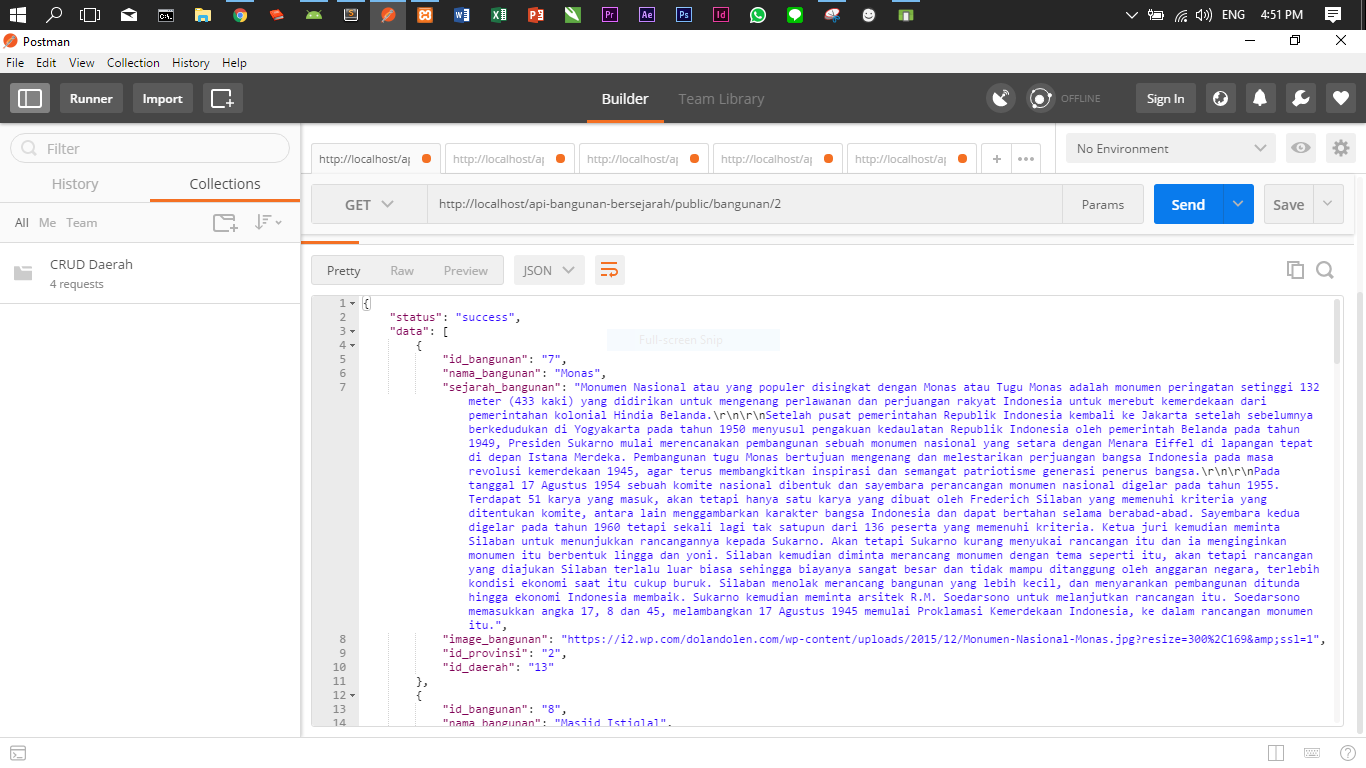 ENG 4:51 PM
Postman
File Edit View Collection History Help
Runner Import Builder Team Library OFFLINE Sign In
Filter
http://localhost/ap http://localhost/ap http://localhost/ap http://localhost/ap http://localhost/ap + ••• No Environment
History Collections
GET http://localhost/api-bangunan-bersejarah/public/bangunan/2 Params Send Save
All Me Team
CRUD Daerah
4 requests
Pretty Raw Preview JSON
1 {
2 "status": "success",
3 "data": [
Full-screen Snip
4 {
5 "id_bangunan": "7",
6 "nama_bangunan": "Monas",
7 "sejarah_bangunan": "Monumen Nasional atau yang populer disingkat dengan Monas atau Tugu Monas adalah monumen peringatan setinggi 132
meter (433 kaki) yang didirikan untuk mengenang perlawanan dan perjuangan rakyat Indonesia untuk merebut kemerdekaan dari
pemerintahan kolonial Hindia Belanda.\r\n\r\nSetelah pusat pemerintahan Republik Indonesia kembali ke Jakarta setelah sebelumnya
berkedudukan di Yogyakarta pada tahun 1950 menyusul pengakuan kedaulatan Republik Indonesia oleh pemerintah Belanda pada tahun
1949, Presiden Sukarno mulai merencanakan pembangunan sebuah monumen nasional yang setara dengan Menara Eiffel di lapangan tepat
di depan Istana Merdeka. Pembangunan tugu Monas bertujuan mengenang dan melestarikan perjuangan bangsa Indonesia pada masa
revolusi kemerdekaan 1945, agar terus membangkitkan inspirasi dan semangat patriotisme generasi penerus bangsa.\r\n\r\nPada
tanggal 17 Agustus 1954 sebuah komite nasional dibentuk dan sayembara perancangan monumen nasional digelar pada tahun 1955.
Terdapat 51 karya yang masuk, akan tetapi hanya satu karya yang dibuat oleh Frederich Silaban yang memenuhi kriteria yang
ditentukan komite, antara lain menggambarkan karakter bangsa Indonesia dan dapat bertahan selama berabad-abad. Sayembara kedua
digelar pada tahun 1960 tetapi sekali lagi tak satupun dari 136 peserta yang memenuhi kriteria. Ketua juri kemudian meminta
Silaban untuk menunjukkan rancangannya kepada Sukarno. Akan tetapi Sukarno kurang menyukai rancangan itu dan ia menginginkan
monumen itu berbentuk lingga dan yoni. Silaban kemudian diminta merancang monumen dengan tema seperti itu, akan tetapi rancangan
yang diajukan Silaban terlalu luar biasa sehingga biayanya sangat besar dan tidak mampu ditanggung oleh anggaran negara, terlebih
kondisi ekonomi saat itu cukup buruk. Silaban menolak merancang bangunan yang lebih kecil, dan menyarankan pembangunan ditunda
hingga ekonomi Indonesia membaik. Sukarno kemudian meminta arsitek R.M. Soedarsono untuk melanjutkan rancangan itu. Soedarsono
memasukkan angka 17, 8 dan 45, melambangkan 17 Agustus 1945 memulai Proklamasi Kemerdekaan Indonesia, ke dalam rancangan monumen
itu.",
8 "image_bangunan": "https://i2.wp.com/dolandolen.com/wp-content/uploads/2015/12/Monumen-Nasional-Monas.jpg?resize=300%2C169&amp;ssl=1",
9 "id_provinsi": "2",
10 "id_daerah": "13"
11 },
12 {
13 "id_bangunan": "8",
14 "nama_bangunan": "Masjid Istiqlal",